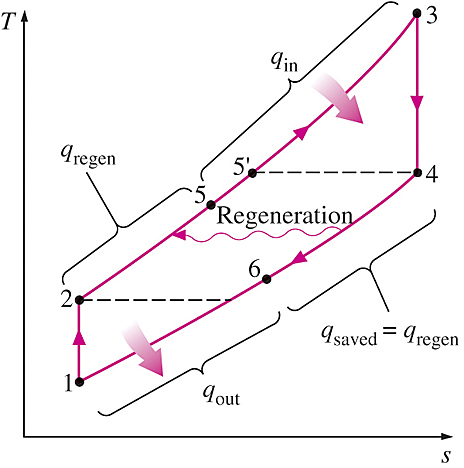 T
3
q_in
q_regen
5'
4
5
Regeneration
6
2
q_saved = q_regen
1
q_out
s